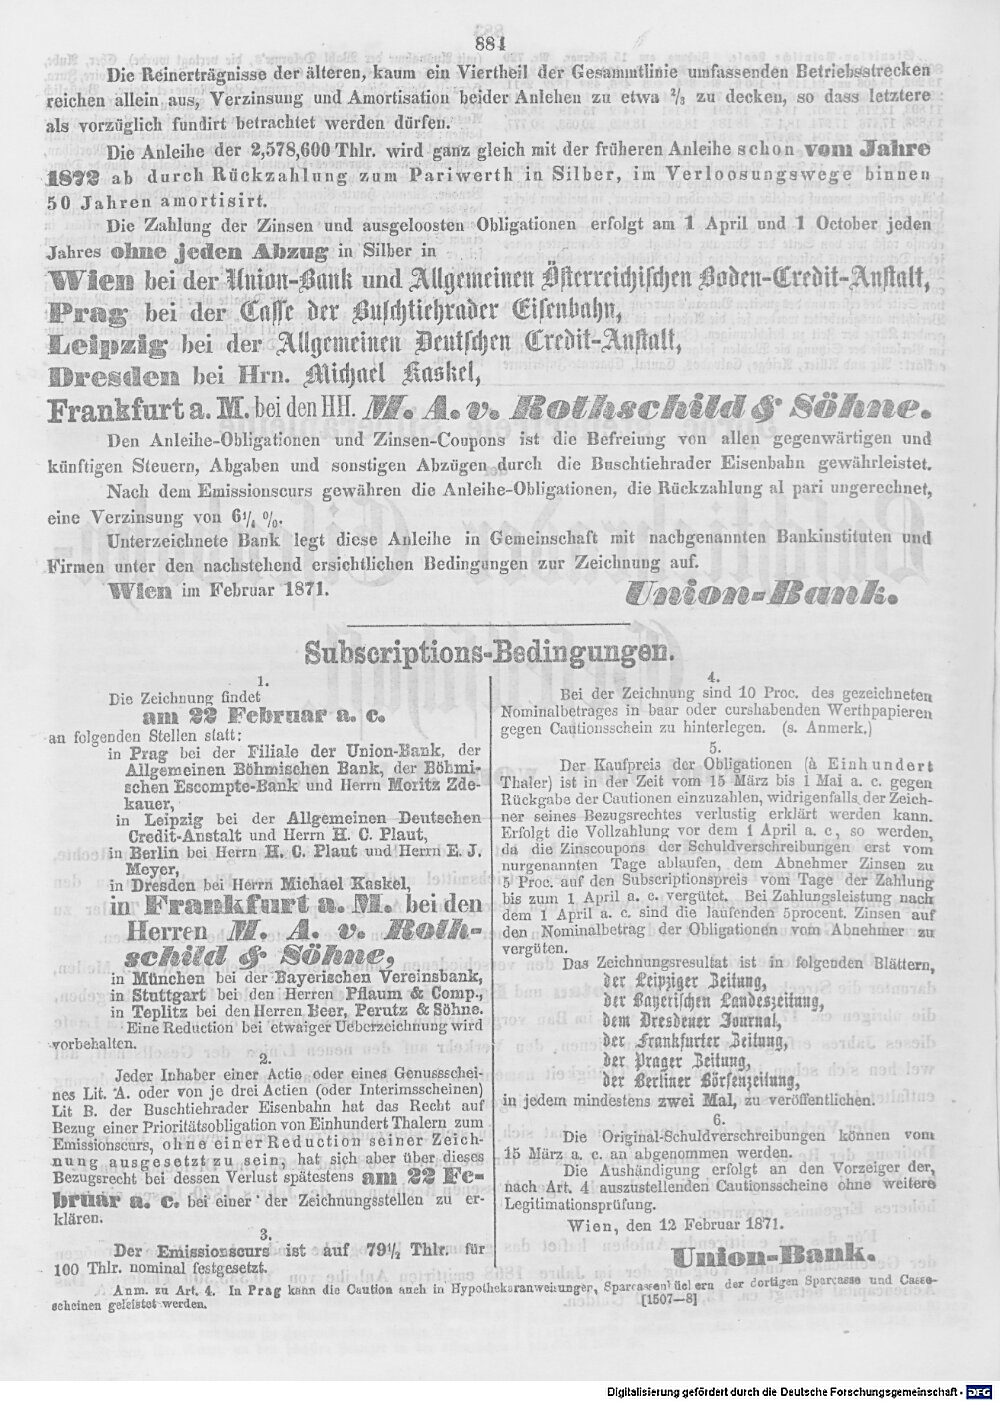 884
Die Reinerträgnisse der älteren, kaum ein Viertheil der Gesammtlinie umfassenden Betriebsstrecken
reichen allein aus, Verzinsung und Amortisation beider Anlehen zu etwa 2/3 zu decken, so dass letztere
als vorzüglich fundirt betrachtet werden dürfen.
Die Anleihe der 2,578,600 Thlr. wird ganz gleich mit der früheren Anleihe schon vom Jahre
1872 ab durch Rückzahlung zum Pariwerth in Silber, im Verloosungswege binnen
50 Jahren amortisirt.
Die Zahlung der Zinsen und ausgeloosten Obligationen erfolgt am 1 April und 1 October jeden
Jahres ohne jeden Abzug in Silber in
Wien bei der Union-Bank und Allgemeinen Österreichischen Boden-Credit-Anstalt,
Prag bei der Casse der Buschtiehrader Eisenbahn,
Leipzig bei der Allgemeinen Deutschen Credit-Anstalt,
Dresden bei Hrn. Michael Kaskel,
Frankfurt a. M. bei den HH. M. A. v. Rothschild & Söhne.
Den Anleihe-Obligationen und Zinsen-Coupons ist die Befreiung von allen gegenwärtigen und
künftigen Steuern, Abgaben und sonstigen Abzügen durch die Buschtiehrader Eisenbahn gewährleistet.
Nach dem Emissionscurs gewähren die Anleihe-Obligationen, die Rückzahlung al pari ungerechnet,
eine Verzinsung von 6 1/4 %.
Unterzeichnete Bank legt diese Anleihe in Gemeinschaft mit nachgenannten Bankinstituten und
Firmen unter den nachstehend ersichtlichen Bedingungen zur Zeichnung auf.
Wien im Februar 1871.
Union-Bank.
Subscriptions-Bedingungen.
1.
Die Zeichnung findet
am 22 Februar a. c.
an folgenden Stellen statt:
in Prag bei der Filiale der Union-Bank, der
Allgemeinen Böhmischen Bank, der Böhmi-
schen Escompte-Bank und Herrn Moritz Zde-
kauer,
in Leipzig bei der Allgemeinen Deutschen
Credit-Anstalt und Herrn H. C. Plaut,
in Berlin bei Herrn H. C. Plaut und Herrn E. J.
Meyer,
in Dresden bei Herrn Michael Kaskel,
in Frankfurt a. M. bei den
Herren M. A. v. Roth-
schild & Söhne,
in München bei der Bayerischen Vereinsbank,
in Stuttgart bei den Herren Pflaum & Comp.,
in Teplitz bei den Herren Beer, Perutz & Söhne.
Eine Reduction bei etwaiger Ueberzeichnung wird
vorbehalten.
2.
Jeder Inhaber einer Actie oder eines Genussschei-
nes Lit. A. oder von je drei Actien (oder Interimsscheinen)
Lit B. der Buschtiehrader Eisenbahn hat das Recht auf
Bezug einer Prioritätsobligation von Einhundert Thalern zum
Emissionscurs, ohne einer Reduction seiner Zeich-
nung ausgesetzt zu sein, hat sich aber über dieses
Bezugsrecht bei dessen Verlust spätestens am 22 Fe-
bruar a. c. bei einer der Zeichnungsstellen zu er-
klären.
3.
Der Emissionscurs ist auf 79 1/2 Thlr. für
100 Thlr. nominal festgesetzt.
4.
Bei der Zeichnung sind 10 Proc. des gezeichneten
Nominalbetrages in baar oder curshabenden Werthpapieren
gegen Cautionsschein zu hinterlegen. (s. Anmerk.)
5.
Der Kaufpreis der Obligationen (à Einhundert
Thaler) ist in der Zeit vom 15 März bis 1 Mai a. c. gegen
Rückgabe der Cautionen einzuzahlen, widrigenfalls der Zeich-
ner seines Bezugsrechtes verlustig erklärt werden kann.
Erfolgt die Vollzahlung vor dem 1 April a. c., so werden,
da die Zinscoupons der Schuldverschreibungen erst vom
nurgenannten Tage ablaufen, dem Abnehmer Zinsen zu
5 Proc. auf den Subscriptionspreis vom Tage der Zahlung
bis zum 1 April a. c. vergütet. Bei Zahlungsleistung nach
dem 1 April a. c. sind die laufenden 5procent. Zinsen auf
den Nominalbetrag der Obligationen vom Abnehmer zu
vergüten.
Das Zeichnungsresultat ist in folgenden Blättern,
der Leipziger Zeitung,
der Bayerischen Landeszeitung,
dem Dresdener Journal,
der Frankfurter Zeitung,
der Prager Zeitung,
der Berliner Börsenzeitung,
in jedem mindestens zwei Mal, zu veröffentlichen.
6.
Die Original-Schuldverschreibungen können vom
15 März a. c. an abgenommen werden.
Die Aushändigung erfolgt an den Vorzeiger der,
nach Art. 4 auszustellenden Cautionsscheine ohne weitere
Legitimationsprüfung.
Wien, den 12 Februar 1871.
Union-Bank.
Anm. zu Art. 4. In Prag kann die Caution auch in Hypothekaranweisungen, Sparcassenbüchern der dortigen Sparcasse und Casse-
scheinen geleistet werden.
[1507—8]
Digitalisierung gefördert durch die Deutsche Forschungsgemeinschaft - DFG